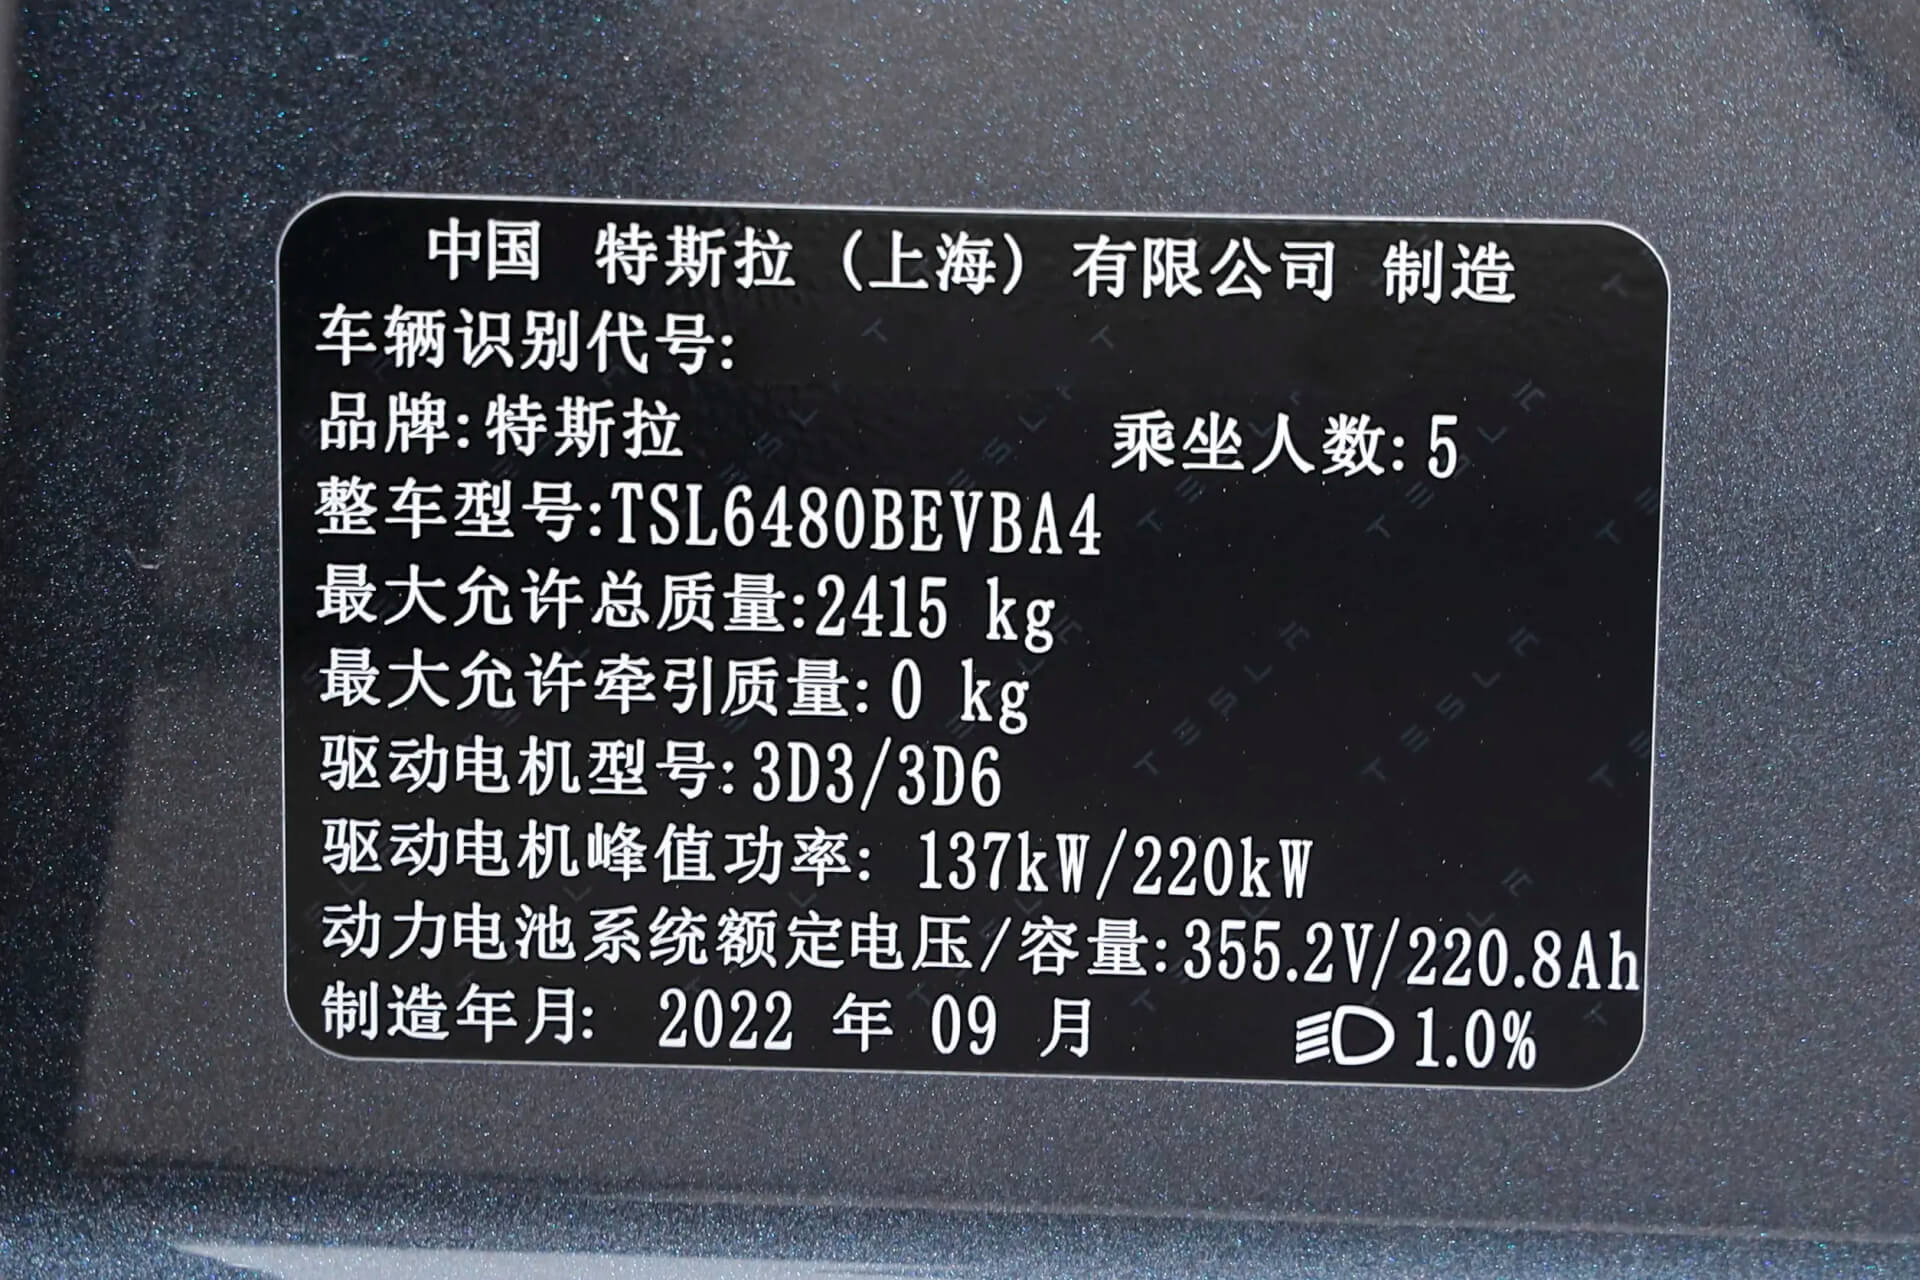 中国 特斯拉（上海）有限公司 制造
车辆识别代号:
品牌:特斯拉 乘坐人数:5
整车型号:TSL6480BEVBA4
最大允许总质量:2415 kg
最大允许牵引质量:0 kg
驱动电机型号:3D3/3D6
驱动电机峰值功率: 137kW/220kW
动力电池系统额定电压/容量:355.2V/220.8Ah
制造年月: 2022 年 09 月 1.0%